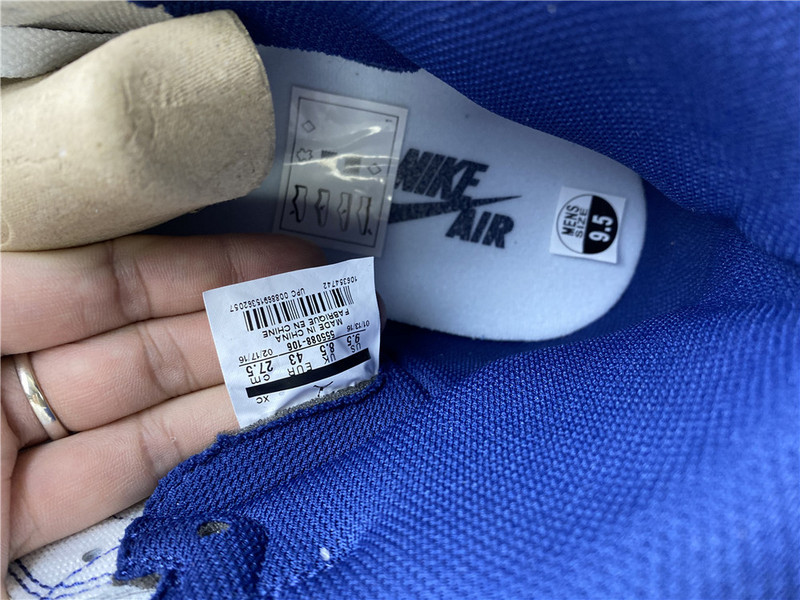 NIKE
AIR
MENS
SIZE
9.5
XC
US UK EUR cm
9.5 8.5 43 27.5
555088-106
01/13/16 02/17/16
MADE IN CHINA
FABRIQUE EN CHINE
UPC 00886915362057
106354742